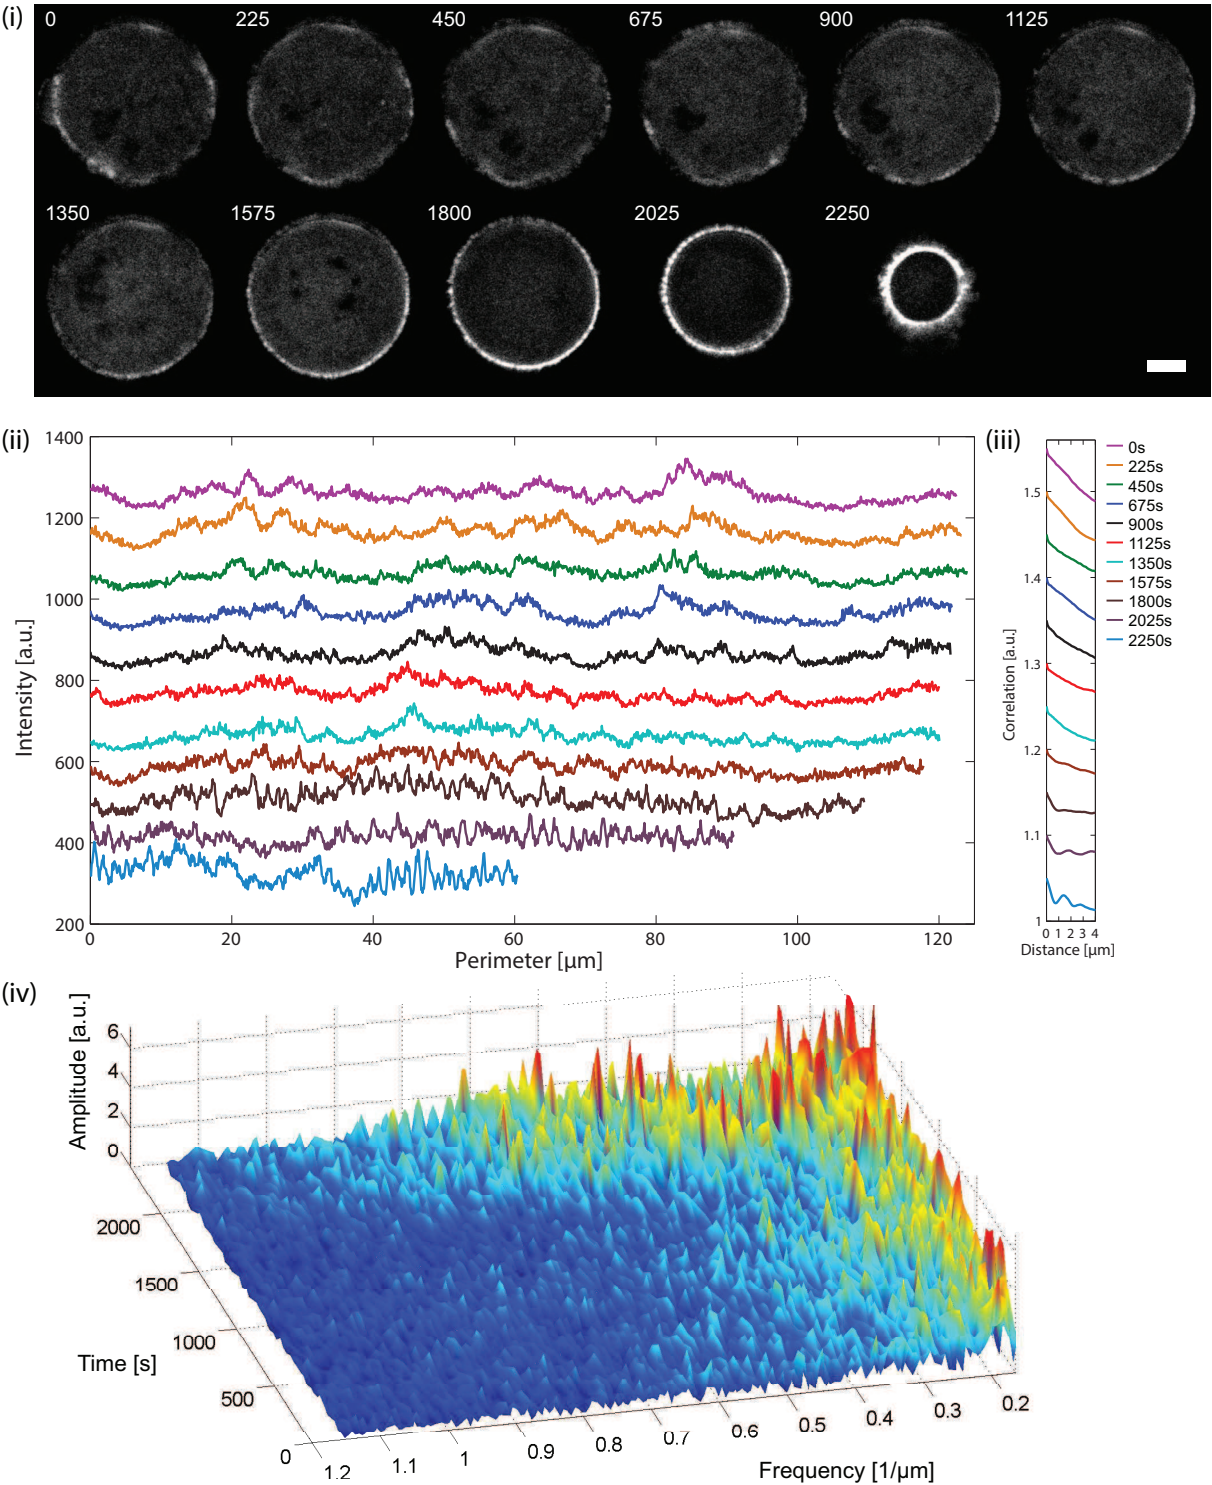 (i)
0 225 450 675 900 1125
1350 1575 1800 2025 2250
(ii)
1400
1200
1000
800
600
400
200
Intensity [a.u.]
0 20 40 60 80 100 120
Perimeter [µm]
(iii)
1.5
1.4
1.3
1.2
1.1
1
Correlation [a.u.]
0 1 2 3 4
Distance [µm]
0s
225s
450s
675s
900s
1125s
1350s
1575s
1800s
2025s
2250s
(iv)
Amplitude [a.u.]
6
4
2
0
2000
1500
1000
500
0
Time [s]
1.2 1.1 1 0.9 0.8 0.7 0.6 0.5 0.4 0.3 0.2
Frequency [1/µm]